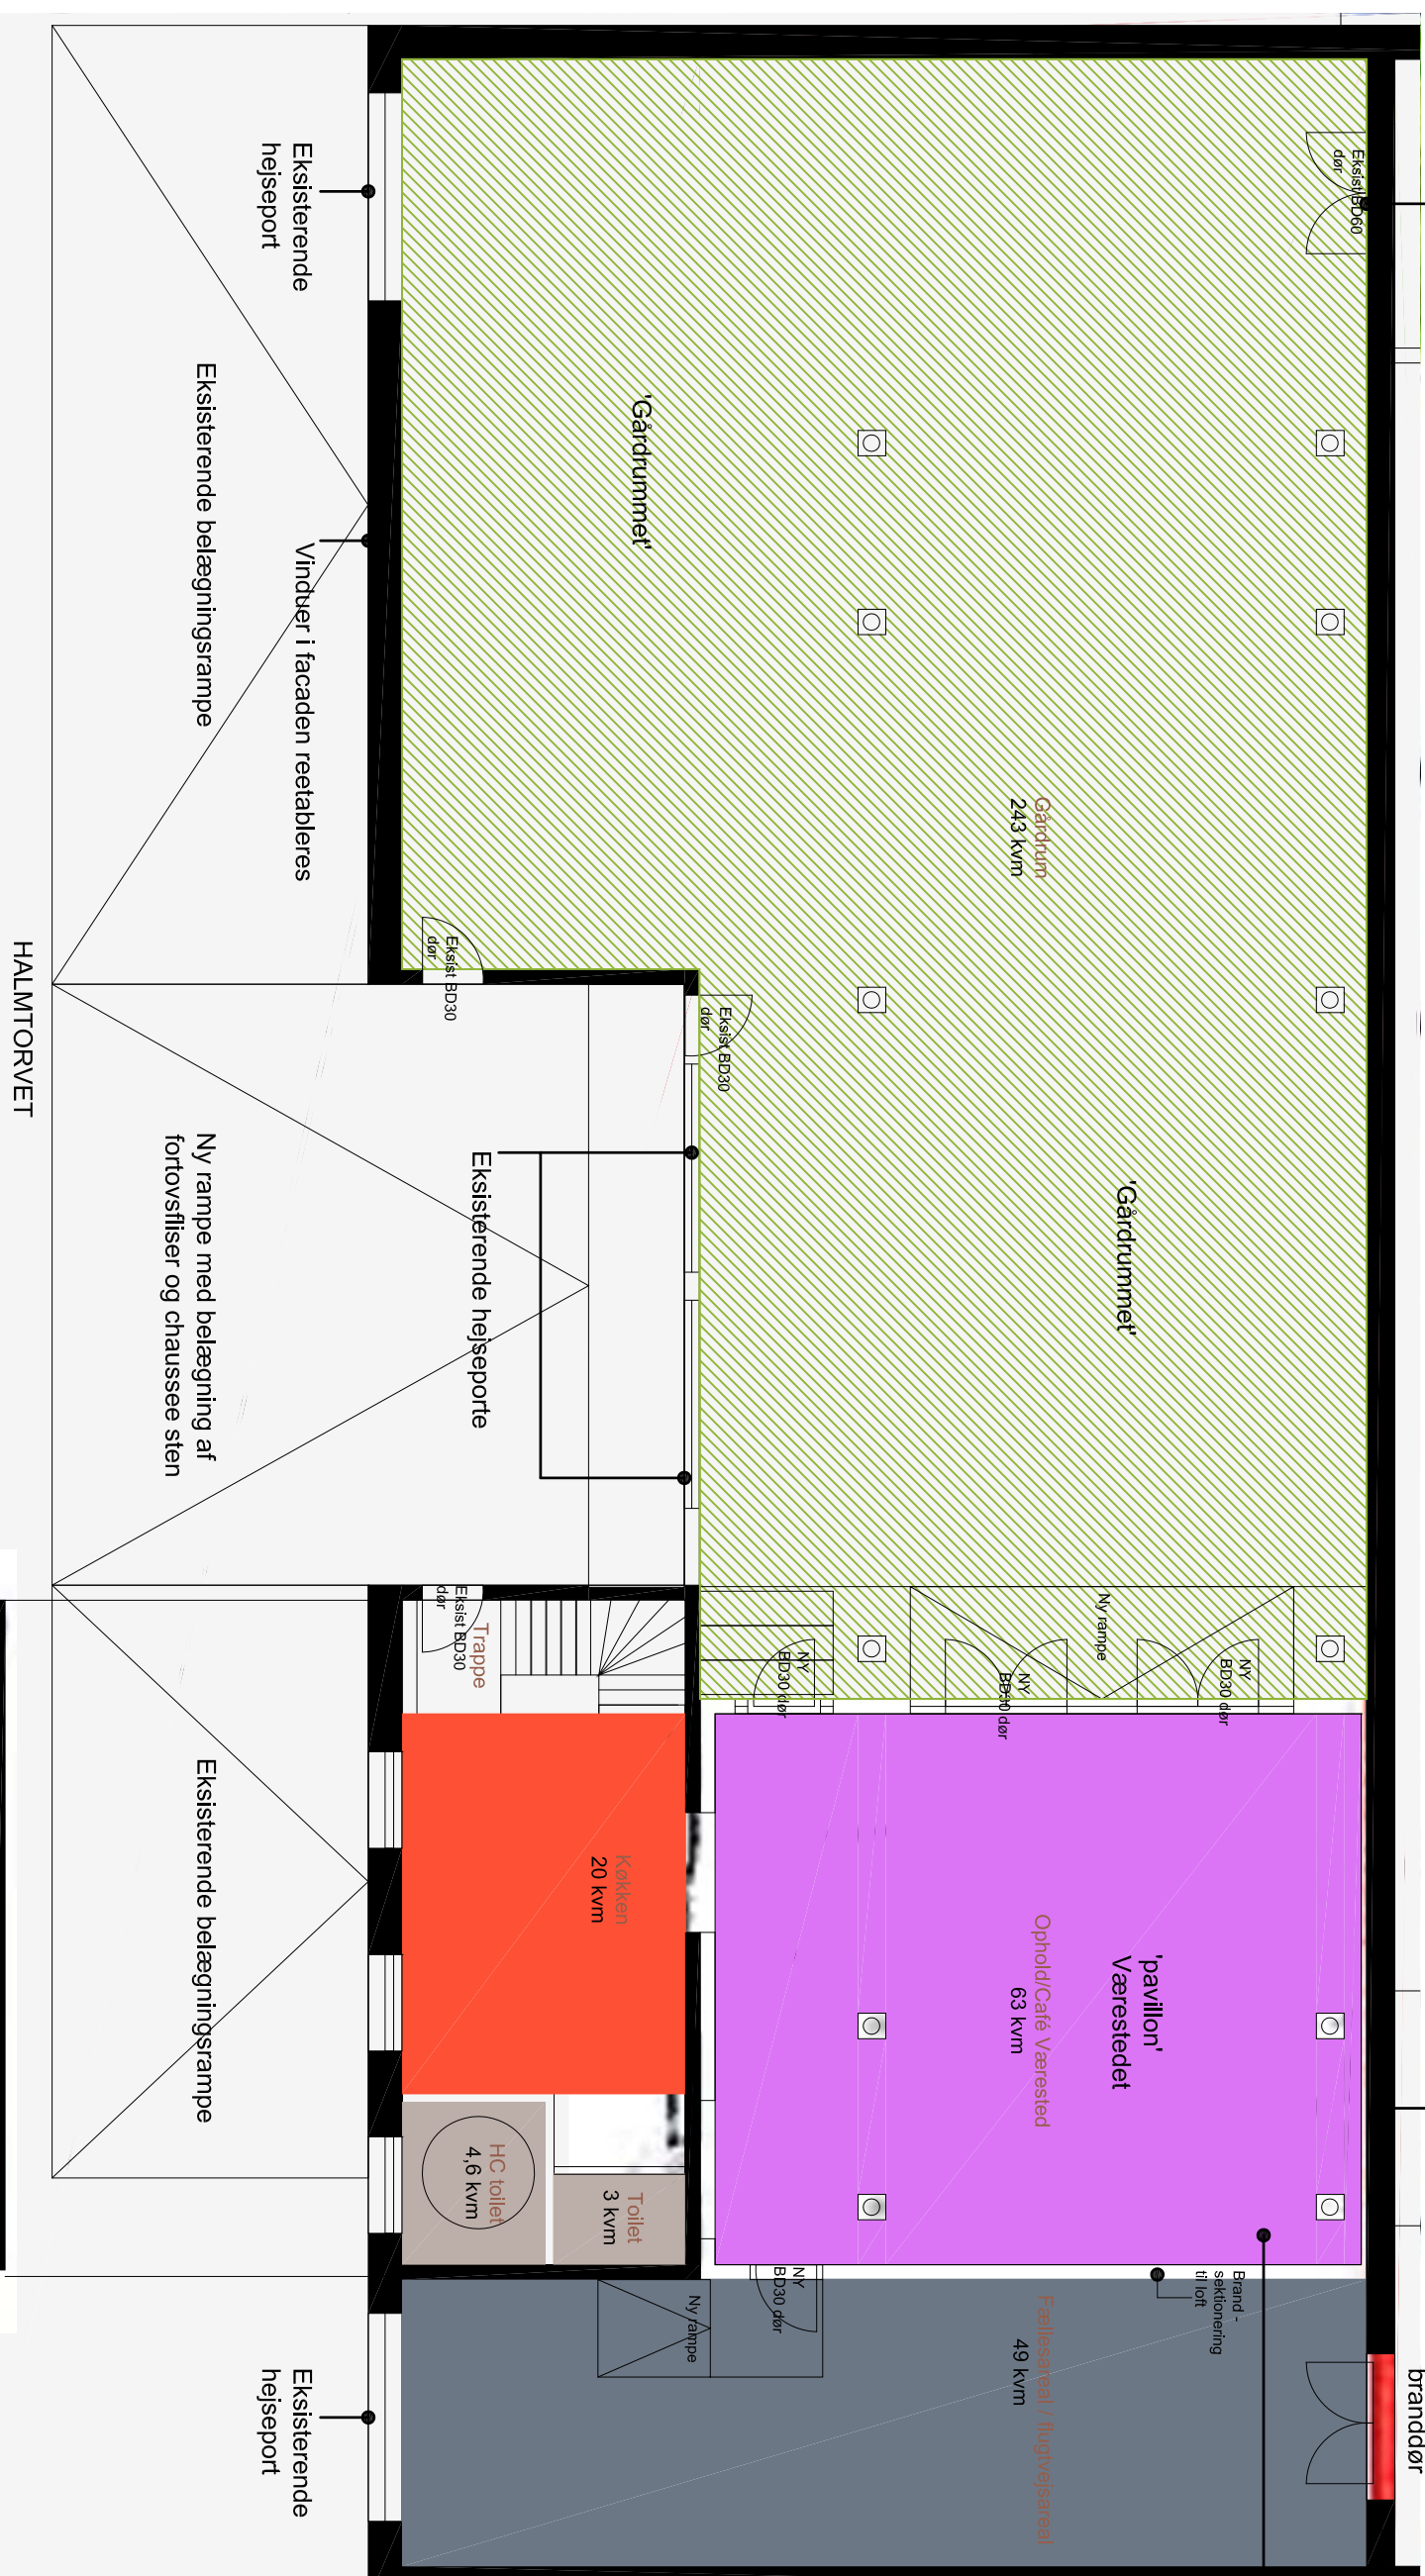 Eksist BD60
dør
branddør
'Gårdrummet'
Gårdrum
243 kvm
'Gårdrummet'
Ny rampe
NY
BD30 dør
NY
BD30 dør
NY
BD30 dør
'pavillon'
Værestedet
Ophold/Café Værested
63 kvm
Brand -
sektionering
til loft
Fællesareal / flugtvejsareal
49 kvm
NY
BD30 dør
Ny rampe
Eksist BD30
dør
Eksist BD30
dør
Eksist BD30
dør
Trappe
Køkken
20 kvm
Toilet
3 kvm
HC toilet
4,6 kvm
Eksisterende
hejseport
Vinduer i facaden reetableres
Eksisterende hejseporte
Eksisterende
hejseport
Eksisterende belægningsrampe
Ny rampe med belægning af
fortovsfliser og chaussee sten
Eksisterende belægningsrampe
HALMTORVET